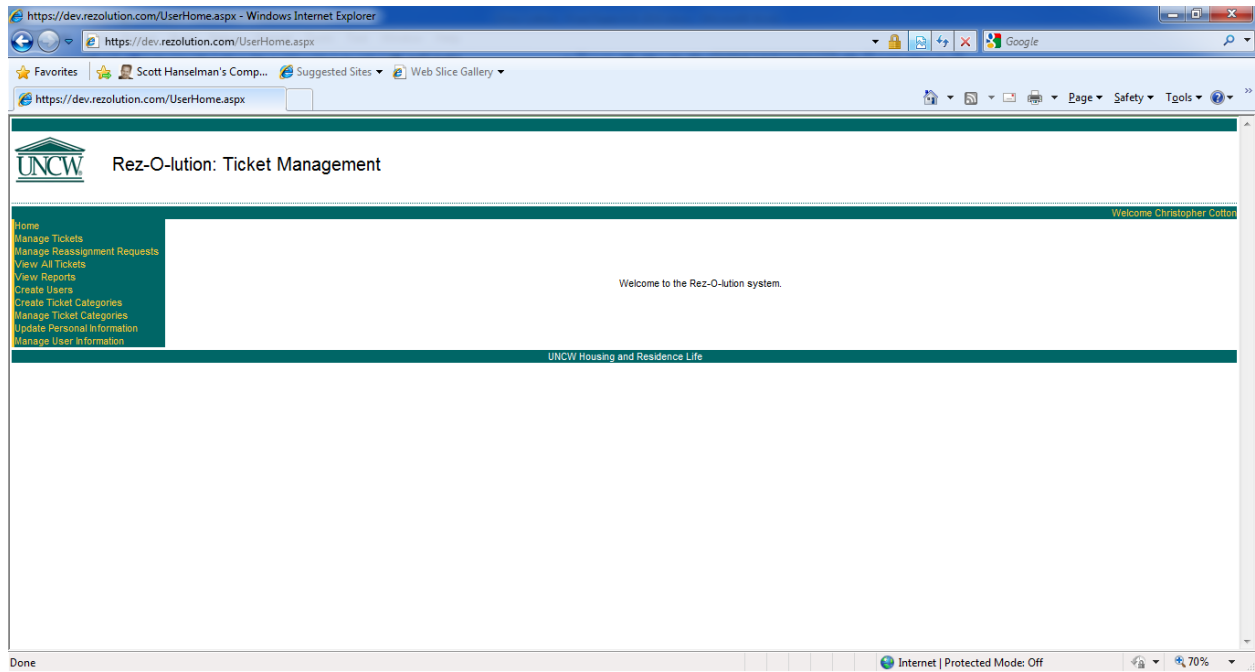 https://dev.rezolution.com/UserHome.aspx - Windows Internet Explorer
https://dev.rezolution.com/UserHome.aspx Google
Favorites Scott Hanselman's Comp... Suggested Sites Web Slice Gallery
https://dev.rezolution.com/UserHome.aspx Page Safety Tools
UNCW Rez-O-lution: Ticket Management
Welcome Christopher Cotton
Home
Manage Tickets
Manage Reassignment Requests
View All Tickets
View Reports
Create Users
Create Ticket Categories
Manage Ticket Categories
Update Personal Information
Manage User Information
Welcome to the Rez-O-lution system.
UNCW Housing and Residence Life
Done Internet | Protected Mode: Off 70%